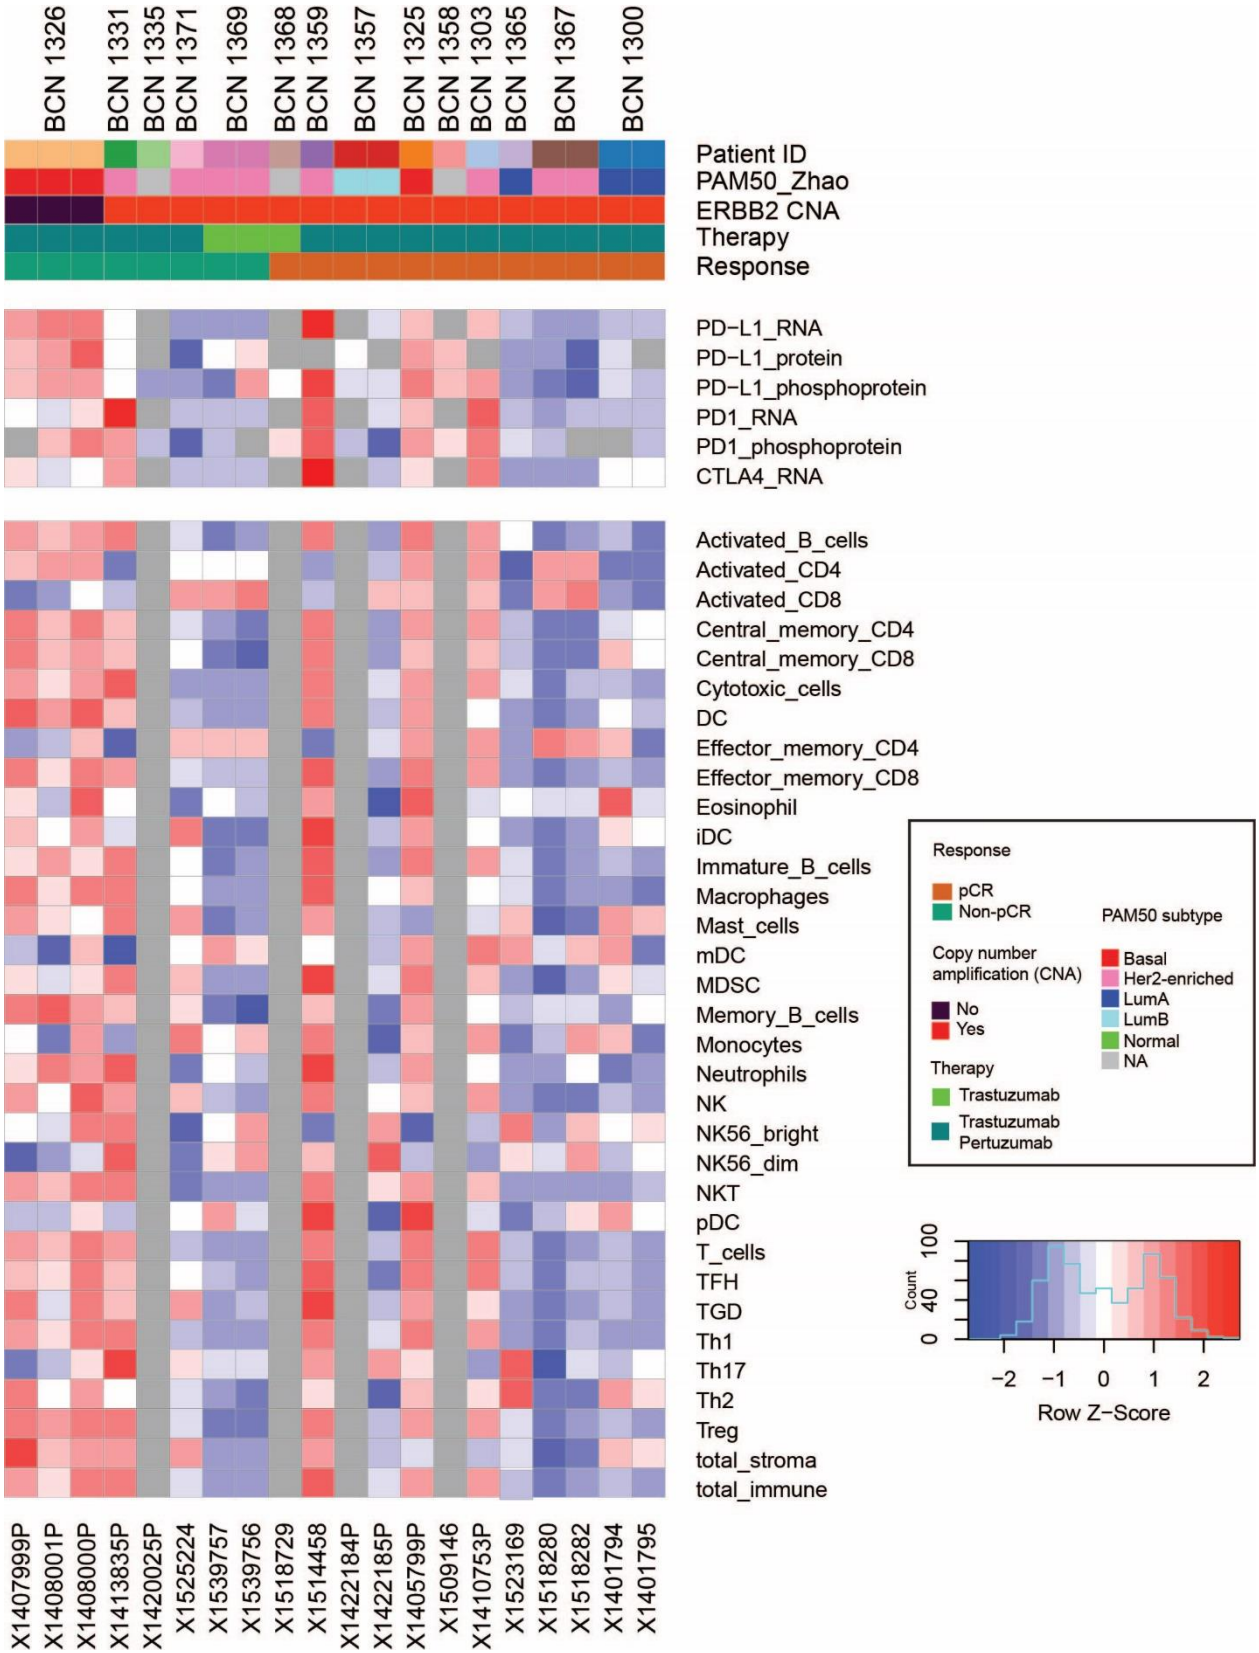 BCN 1326
BCN 1331
BCN 1335
BCN 1371
BCN 1369
BCN 1368
BCN 1359
BCN 1357
BCN 1325
BCN 1358
BCN 1303
BCN 1365
BCN 1367
BCN 1300
Patient ID
PAM50_Zhao
ERBB2 CNA
Therapy
Response
PD-L1_RNA
PD-L1_protein
PD-L1_phosphoprotein
PD1_RNA
PD1_phosphoprotein
CTLA4_RNA
Activated_B_cells
Activated_CD4
Activated_CD8
Central_memory_CD4
Central_memory_CD8
Cytotoxic_cells
DC
Effector_memory_CD4
Effector_memory_CD8
Eosinophil
iDC
Immature_B_cells
Macrophages
Mast_cells
mDC
MDSC
Memory_B_cells
Monocytes
Neutrophils
NK
NK56_bright
NK56_dim
NKT
pDC
T_cells
TFH
TGD
Th1
Th17
Th2
Treg
total_stroma
total_immune
X1407999P
X1408001P
X1408000P
X1413835P
X1420025P
X1525224
X1539757
X1539756
X1518729
X1514458
X1422184P
X1422185P
X1405799P
X1509146
X1410753P
X1523169
X1518280
X1518282
X1401794
X1401795
Response
pCR
Non-pCR
Copy number
amplification (CNA)
No
Yes
Therapy
Trastuzumab
Trastuzumab
Pertuzumab
PAM50 subtype
Basal
Her2-enriched
LumA
LumB
Normal
NA
Count
0 40 100
−2 −1 0 1 2
Row Z−Score